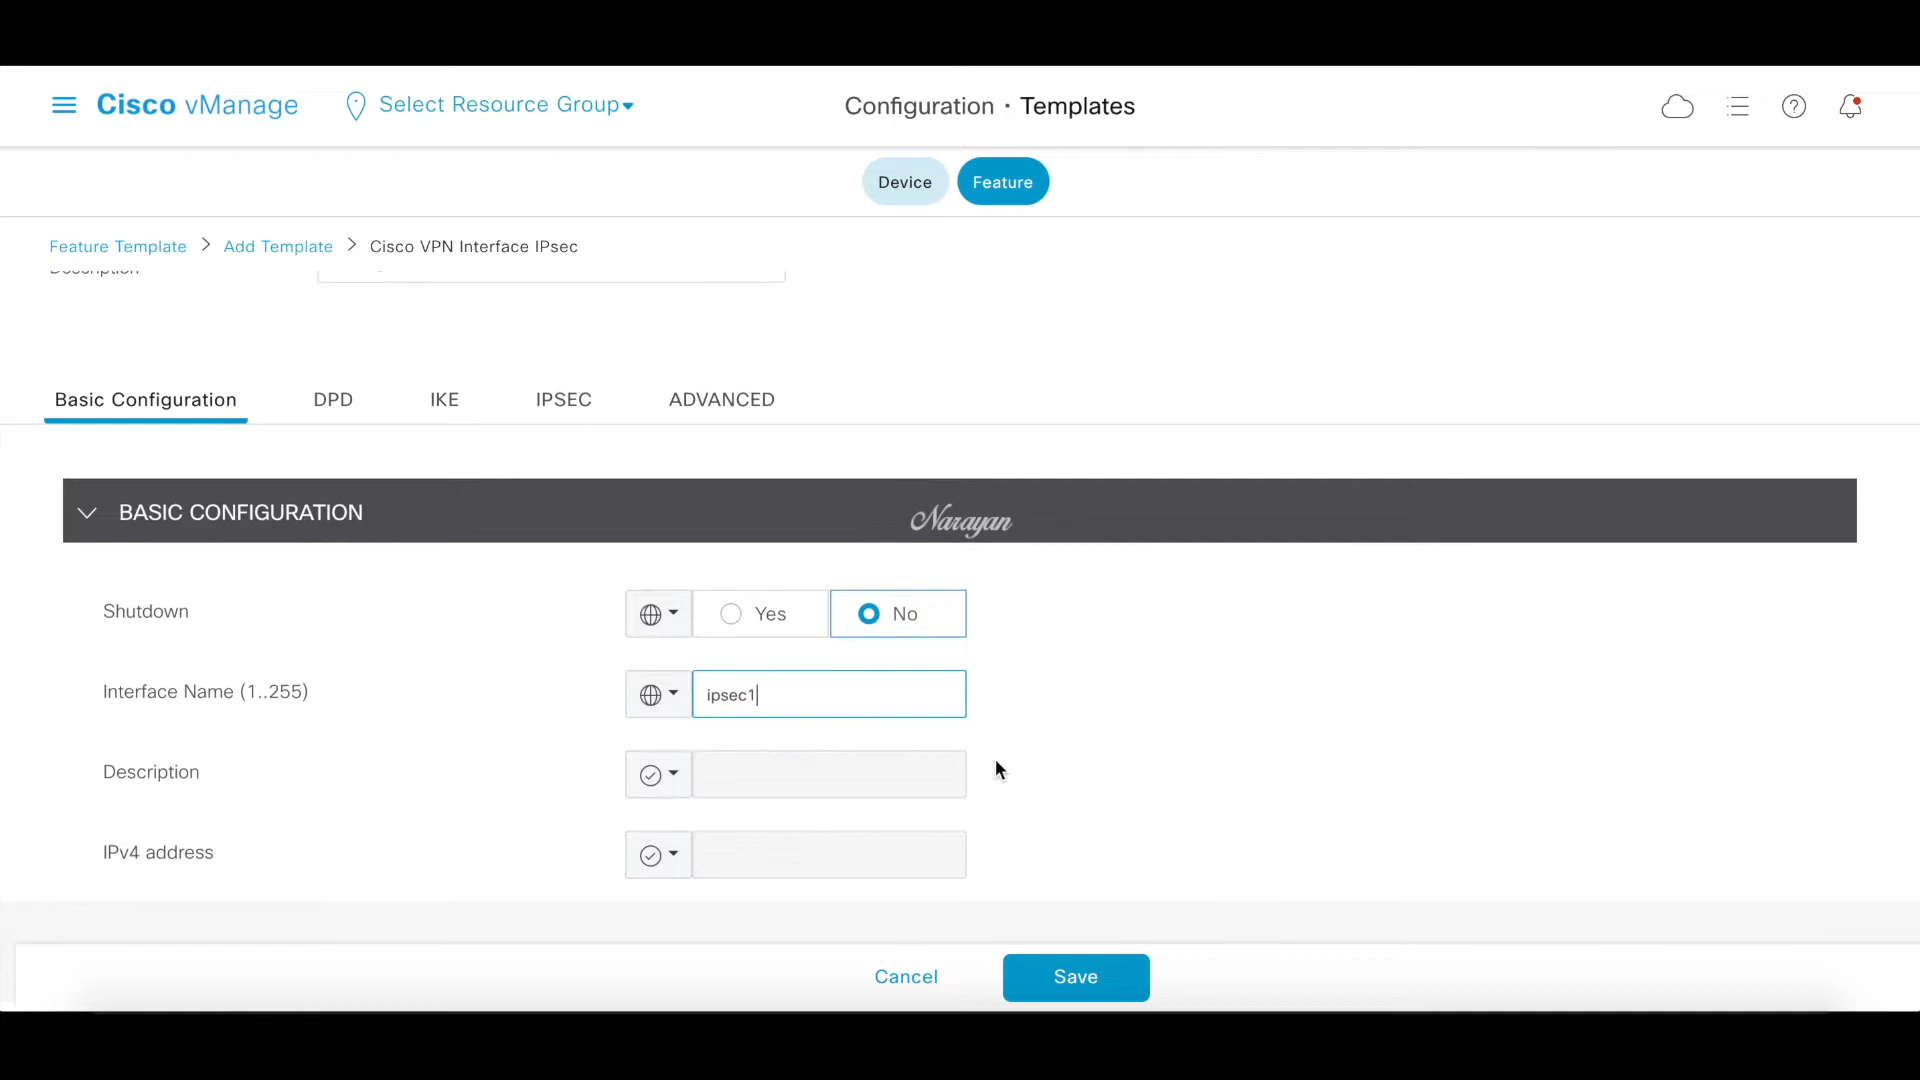 Cisco vManage
Select Resource Group
Configuration · Templates
Device
Feature
Feature Template > Add Template > Cisco VPN Interface IPsec
Description
Basic Configuration
DPD
IKE
IPSEC
ADVANCED
BASIC CONFIGURATION
Narayan
Shutdown
Yes
No
Interface Name (1..255)
ipsec1
Description
IPv4 address
Cancel
Save